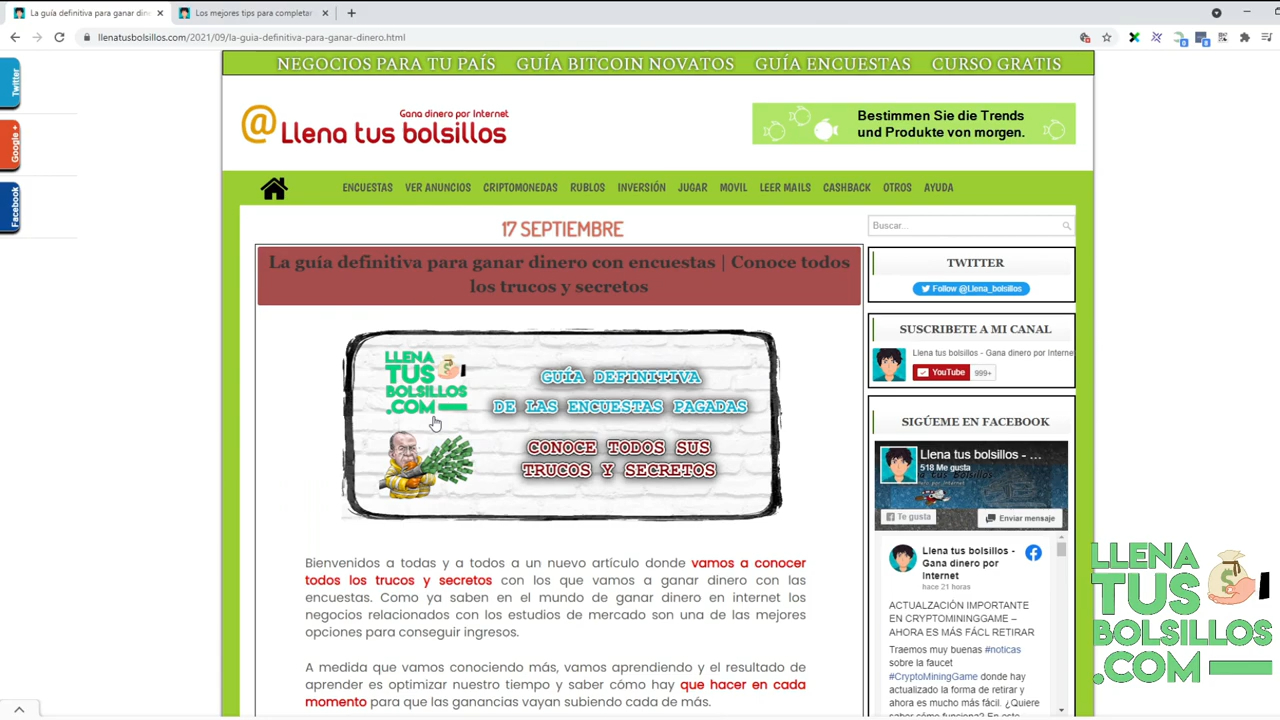 La guía definitiva para ganar din
Los mejores tips para completar
llenatusbolsillos.com/2021/09/la-guia-definitiva-para-ganar-dinero.html
Twitter
Google +
Facebook
NEGOCIOS PARA TU PAÍS GUÍA BITCOIN NOVATOS GUÍA ENCUESTAS CURSO GRATIS
Gana dinero por Internet
@Llena tus bolsillos
Bestimmen Sie die Trends
und Produkte von morgen.
ENCUESTAS VER ANUNCIOS CRIPTOMONEDAS RUBLOS INVERSIÓN JUGAR MOVIL LEER MAILS CASHBACK OTROS AYUDA
17 SEPTIEMBRE
La guía definitiva para ganar dinero con encuestas | Conoce todos
los trucos y secretos
LLENA
TUS
BOLSILLOS
.COM
GUÍA DEFINITIVA
DE LAS ENCUESTAS PAGADAS
CONOCE TODOS SUS
TRUCOS Y SECRETOS
Bienvenidos a todas y a todos a un nuevo artículo donde vamos a conocer
todos los trucos y secretos con los que vamos a ganar dinero con las
encuestas. Como ya saben en el mundo de ganar dinero en internet los
negocios relacionados con los estudios de mercado son una de las mejores
opciones para conseguir ingresos.
A medida que vamos conociendo más, vamos aprendiendo y el resultado de
aprender es optimizar nuestro tiempo y saber cómo hay que hacer en cada
momento para que las ganancias vayan subiendo cada de más.
Buscar...
TWITTER
Follow @Llena_bolsillos
SUSCRIBETE A MI CANAL
Llena tus bolsillos - Gana dinero por Interne
YouTube 999+
SIGÚEME EN FACEBOOK
Llena tus bolsillos - ...
518 Me gusta
Te gusta
Enviar mensaje
Llena tus bolsillos -
Gana dinero por
Internet
hace 21 horas
ACTUALZACIÓN IMPORTANTE
EN CRYPTOMININGGAME –
AHORA ES MÁS FÁCL RETIRAR
Traemos muy buenas #noticas
sobre la faucet
#CryptoMiningGame donde hay
actualizado la forma de retirar y
ahora es mucho más fácil. ¿Quiere
LLENA
TUS
BOLSILLOS
.COM